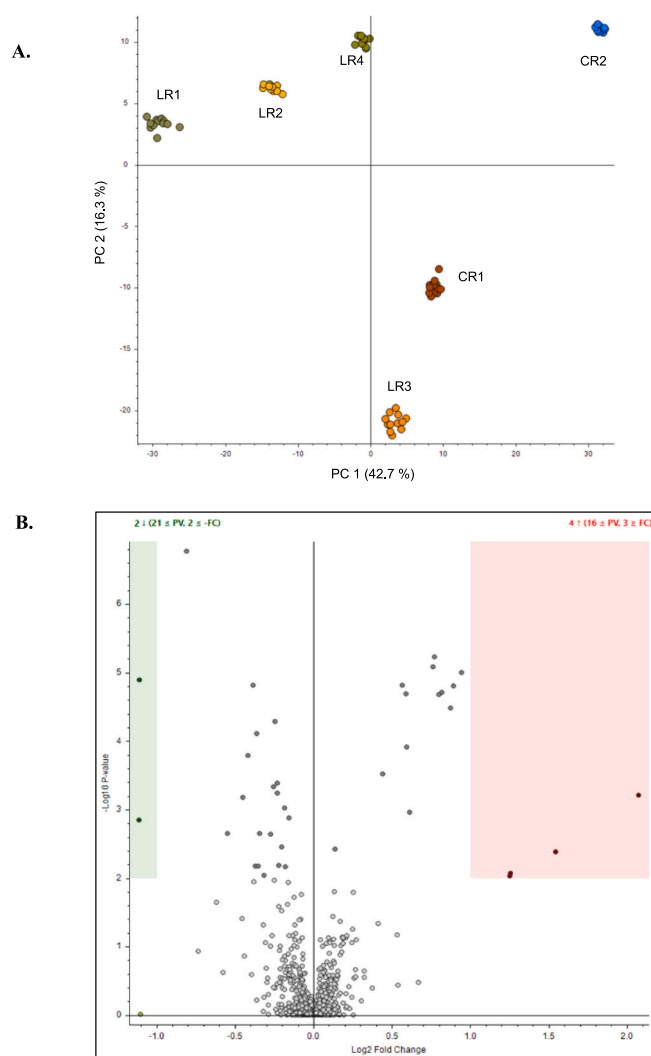 A.
LR1
LR2
LR4
CR2
CR1
LR3
PC 2 (16.3 %)
10
5
0
-5
-10
-15
-20
-30
-20
-10
0
10
20
30
PC 1 (42.7 %)
B.
2 ↓ (21 ≤ PV, 2 ≤ -FC)
4 ↑ (16 ≤ PV, 3 ≥ FC)
-Log10 P-value
6
5
4
3
2
1
0
-1.0
-0.5
0.0
0.5
1.0
1.5
2.0
Log2 Fold Change